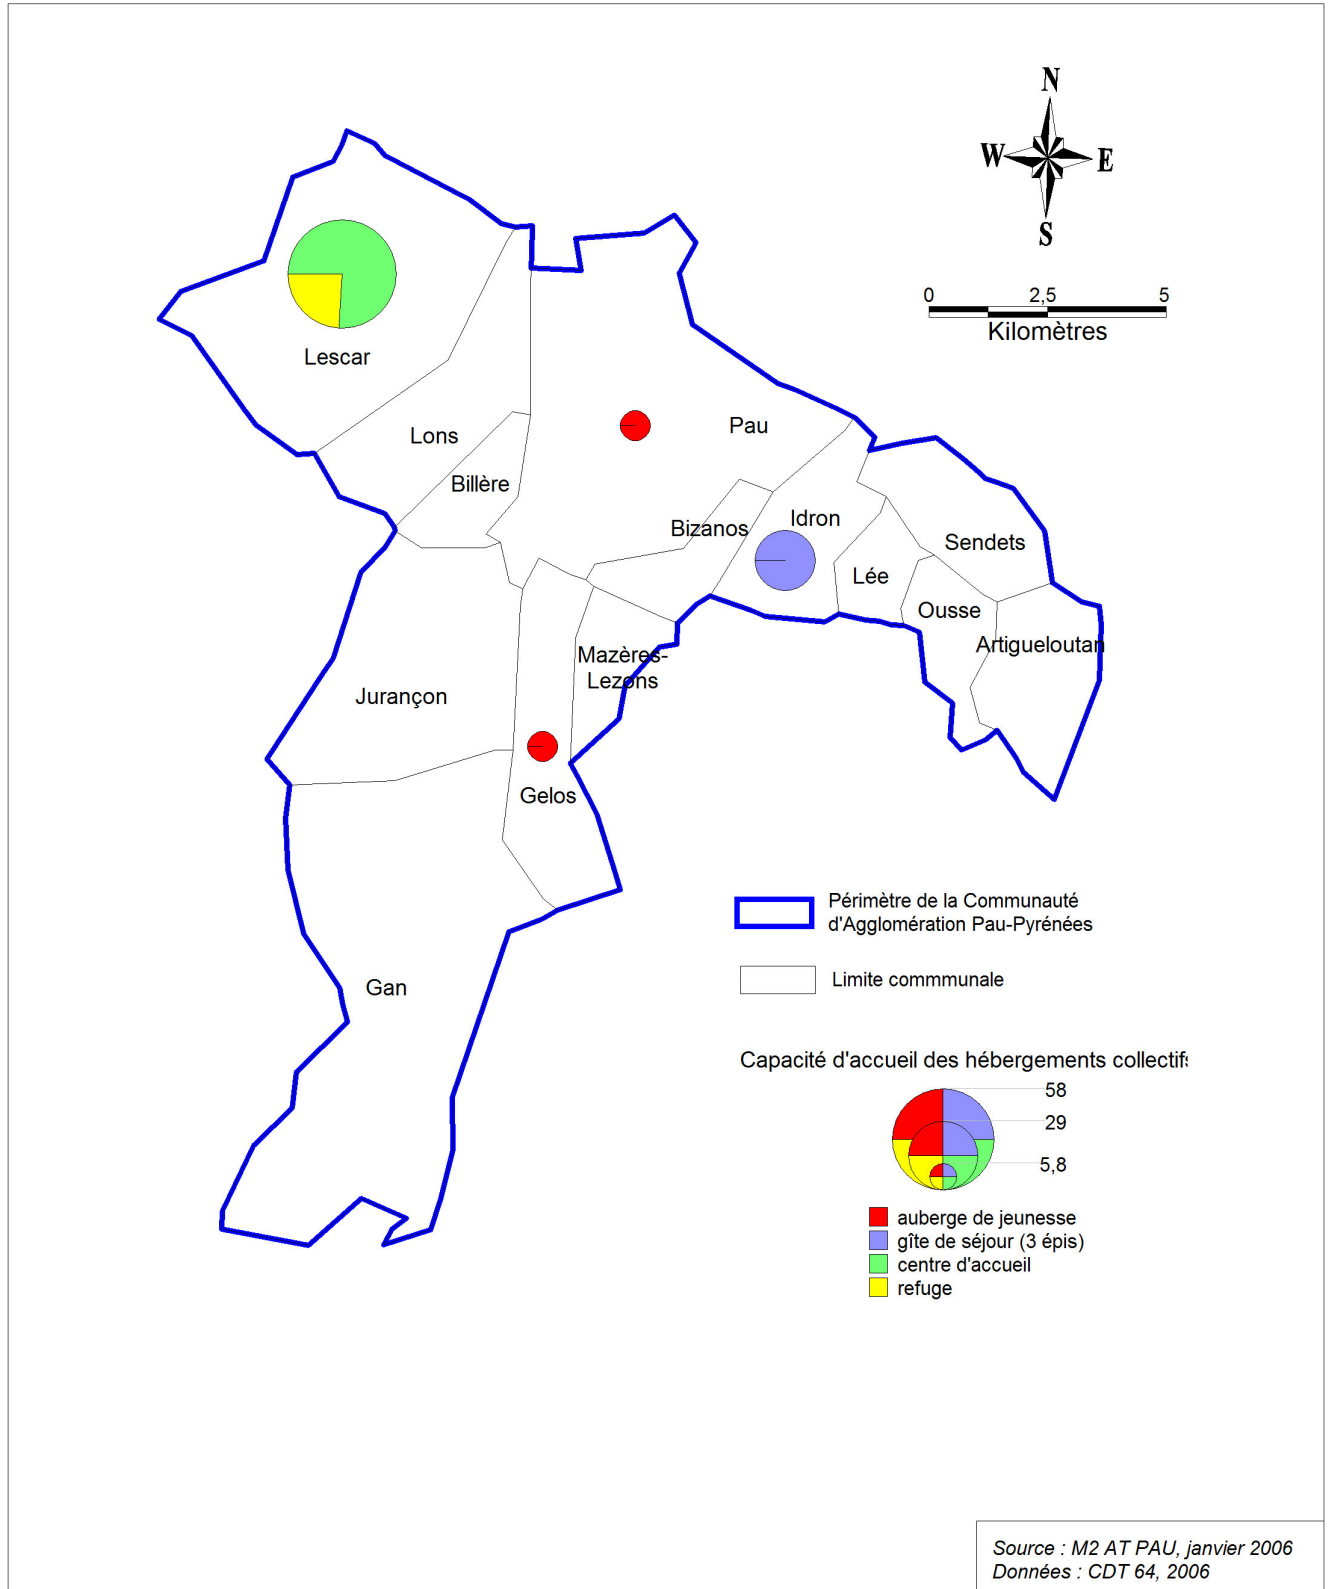 N
W
E
S
0
2,5
5
Kilomètres
Lescar
Lons
Pau
Billère
Bizanos
Idron
Sendets
Lée
Ousse
Artigueloutan
Mazères-
Lezons
Jurançon
Gelos
Gan
Périmètre de la Communauté
d'Agglomération Pau-Pyrénées
Limite commmunale
Capacité d'accueil des hébergements collectifs
58
29
5,8
auberge de jeunesse
gîte de séjour (3 épis)
centre d'accueil
refuge
Source : M2 AT PAU, janvier 2006
Données : CDT 64, 2006